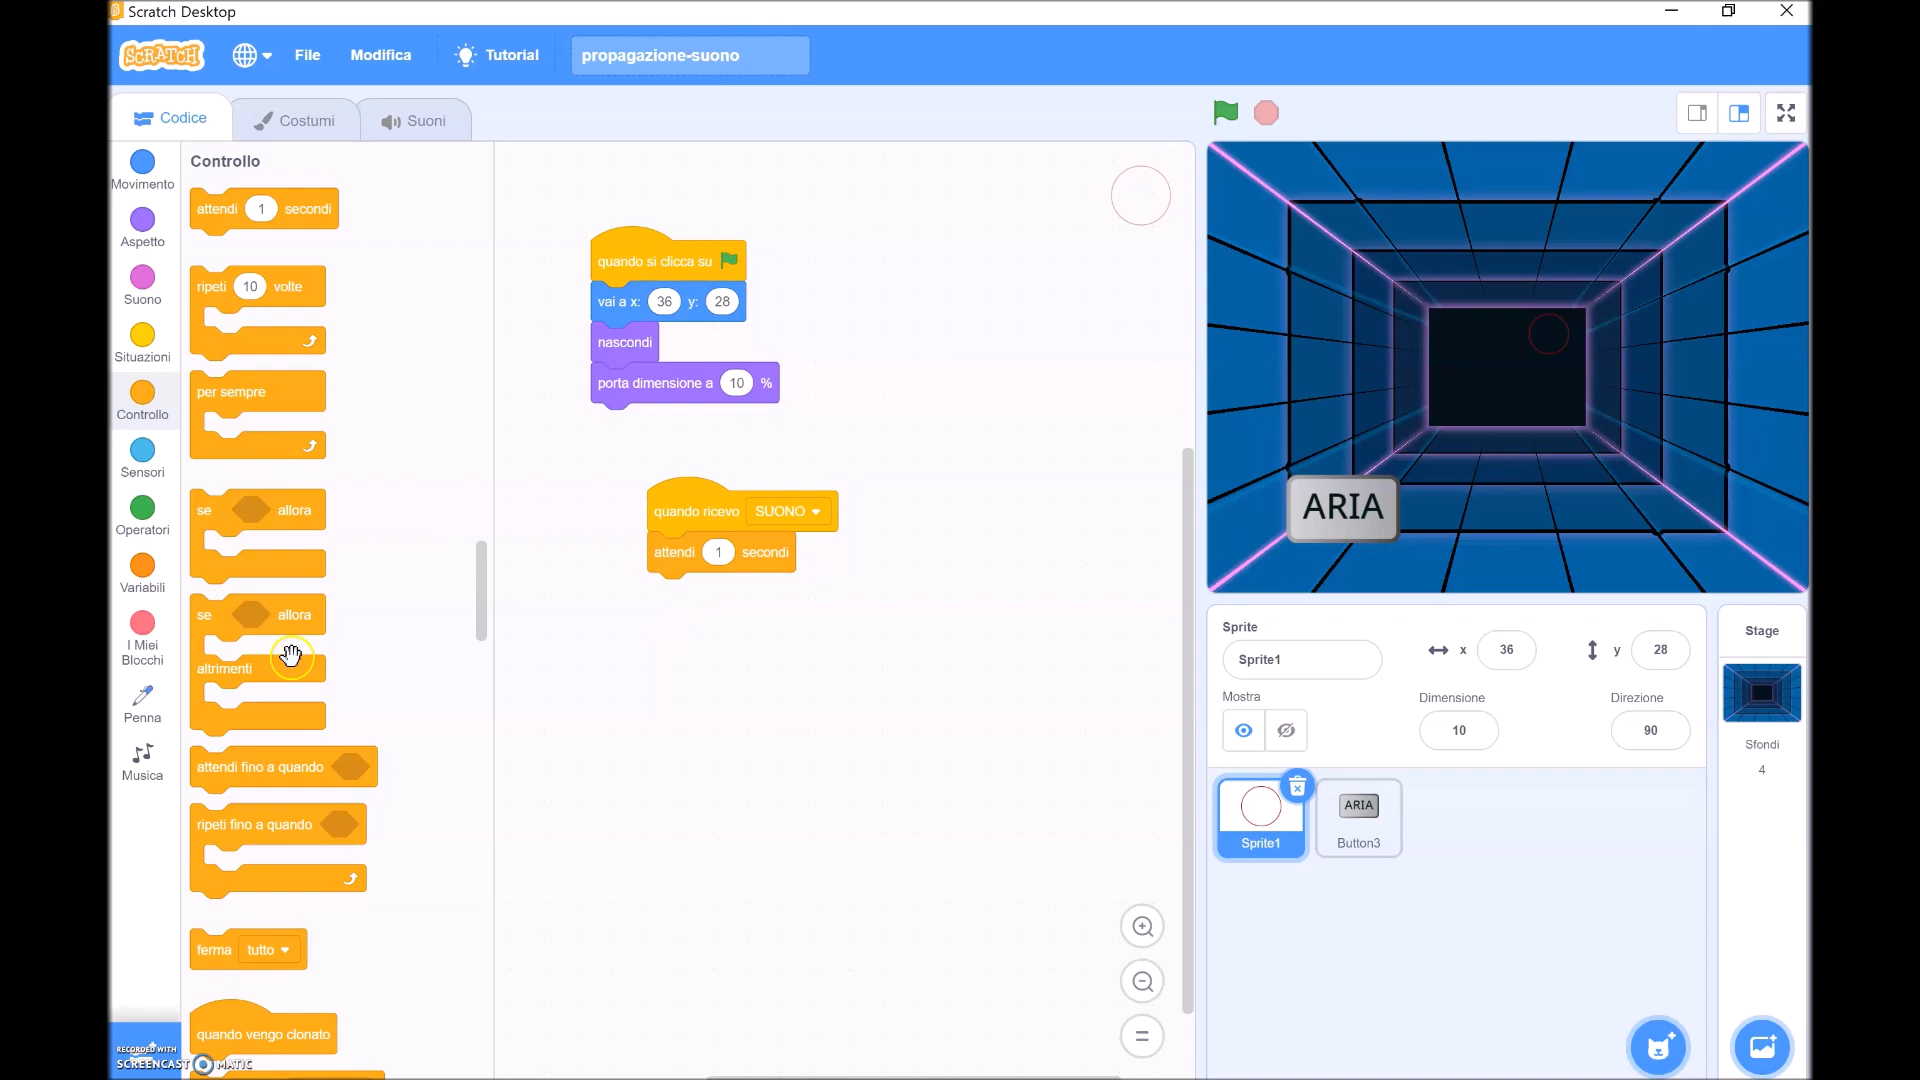 Scratch Desktop
SCRATCH
File
Modifica
Tutorial
propagazione-suono
Codice
Costumi
Suoni
Movimento
Aspetto
Suono
Situazioni
Controllo
Sensori
Operatori
Variabili
I Miei
Blocchi
Penna
Musica
Controllo
attendi 1 secondi
ripeti 10 volte
per sempre
se allora
se allora
altrimenti
attendi fino a quando
ripeti fino a quando
ferma tutto
quando vengo clonato
quando si clicca su
vai a x: 36 y: 28
nascondi
porta dimensione a 10 %
quando ricevo SUONO
attendi 1 secondi
ARIA
Sprite
Sprite1
x 36
y 28
Mostra
Dimensione
10
Direzione
90
Sprite1
ARIA
Button3
Stage
Sfondi
4
RECORDED WITH
SCREENCAST MATIC